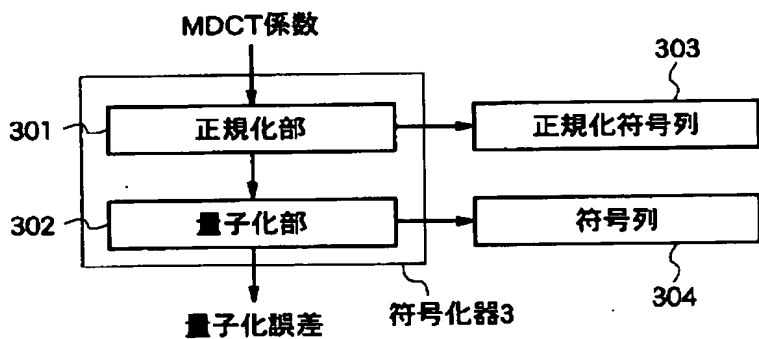 MDCT係数
303
301
正規化部
正規化符号列
302
量子化部
符号列
304
符号化器3
量子化誤差